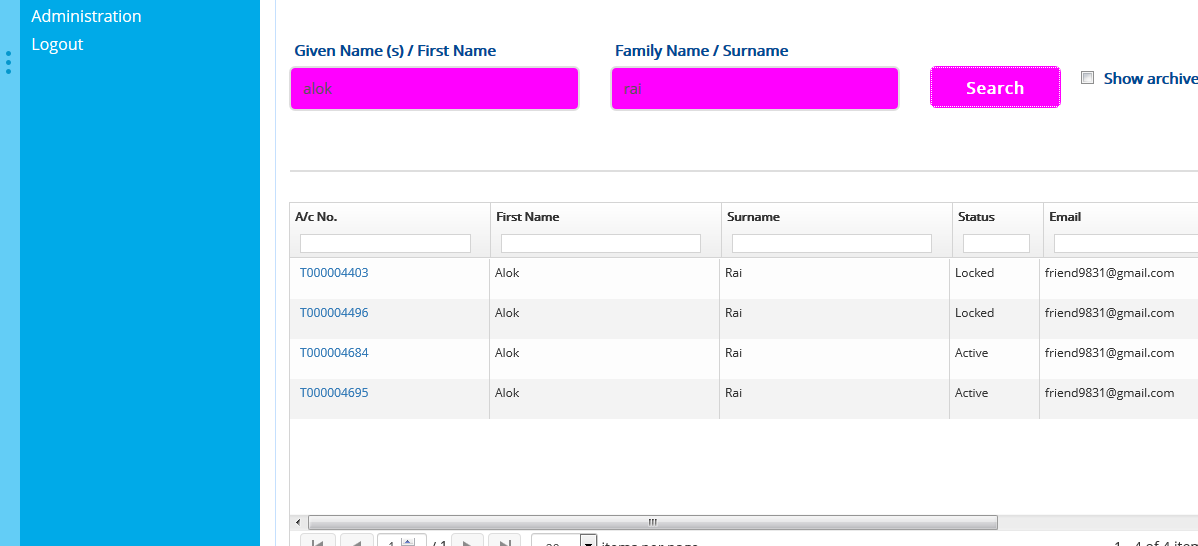 Administration
Logout
Given Name (s) / First Name
Family Name / Surname
alok
rai
Search
Show archive
A/c No.
First Name
Surname
Status
Email
T000004403 Alok Rai Locked friend9831@gmail.com
T000004496 Alok Rai Locked friend9831@gmail.com
T000004684 Alok Rai Active friend9831@gmail.com
T000004695 Alok Rai Active friend9831@gmail.com
1 / 1 20 items per page 1 - 4 of 4 item